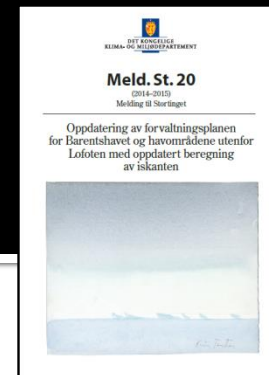 DET KONGELIGE
KLIMA- OG MILJØDEPARTEMENT
Meld. St. 20
(2014–2015)
Melding til Stortinget
Oppdatering av forvaltningsplanen
for Barentshavet og havområdene utenfor
Lofoten med oppdatert beregning
av iskanten